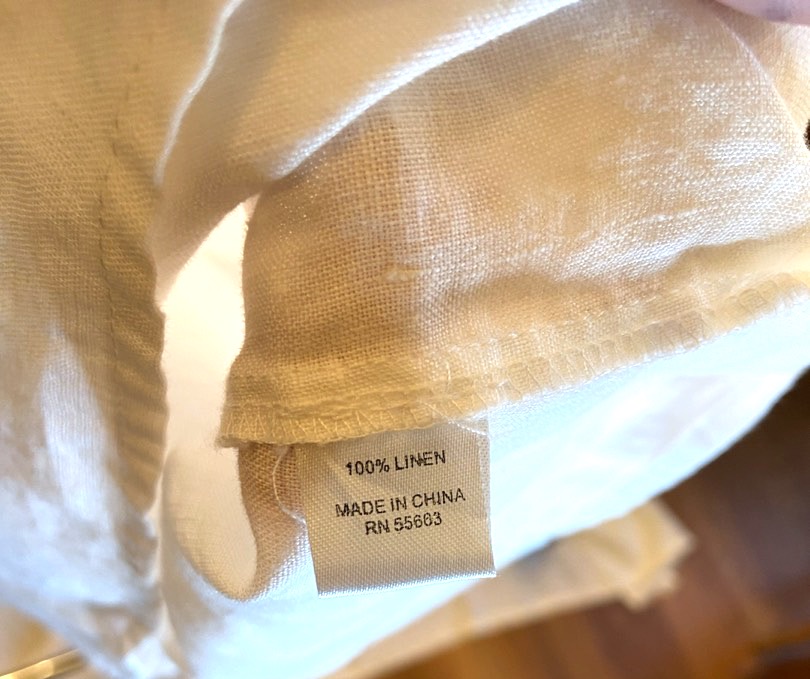 100% LINEN
MADE IN CHINA
RN 55663